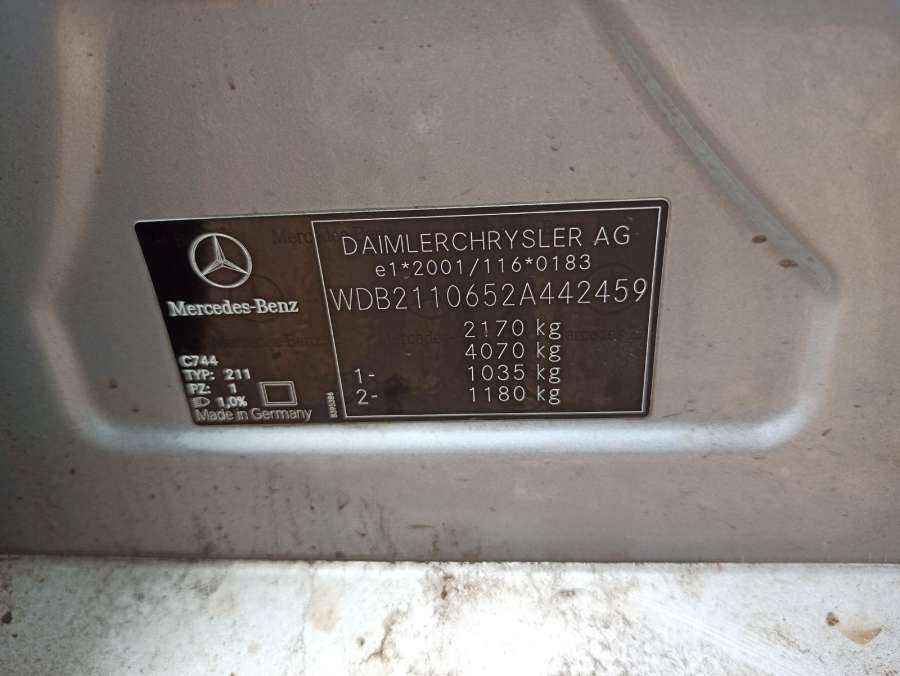 Mercedes-Benz
C744
TYP: 211
PZ: 1
1,0%
Made in Germany
8395386
DAIMLERCHRYSLER AG
e1*2001/116*0183
WDB2110652A442459
2170 kg
4070 kg
1- 1035 kg
2- 1180 kg